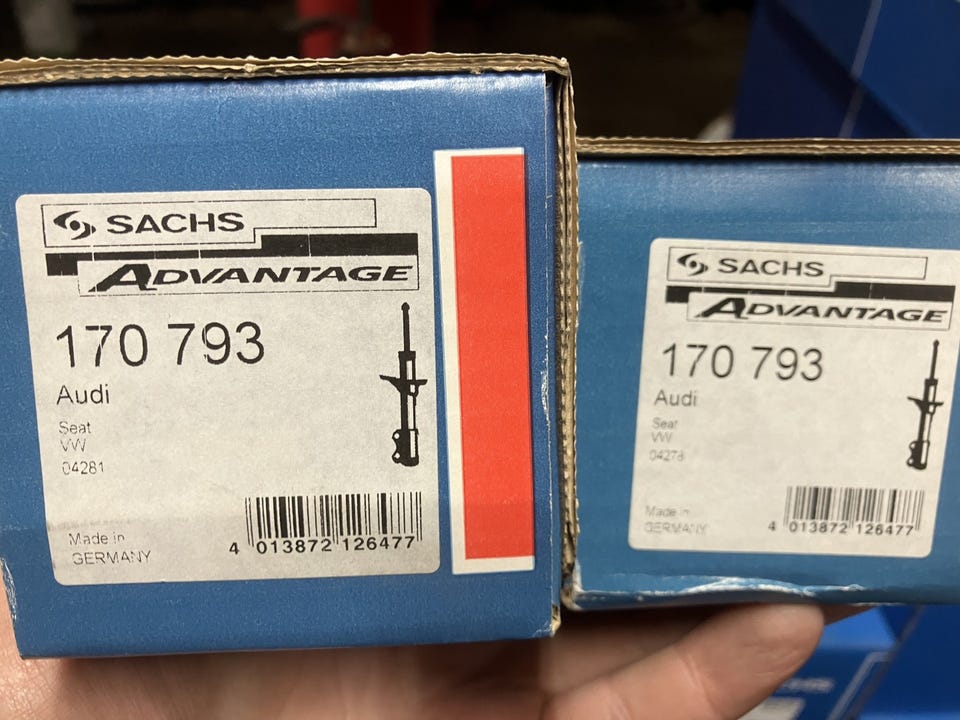 SACHS
ADVANTAGE
170 793
Audi
Seat
VW
04281
Made in
GERMANY
4 013872 126477
SACHS
ADVANTAGE
170 793
Audi
Seat
VW
04278
Made in
GERMANY
4 013872 126477